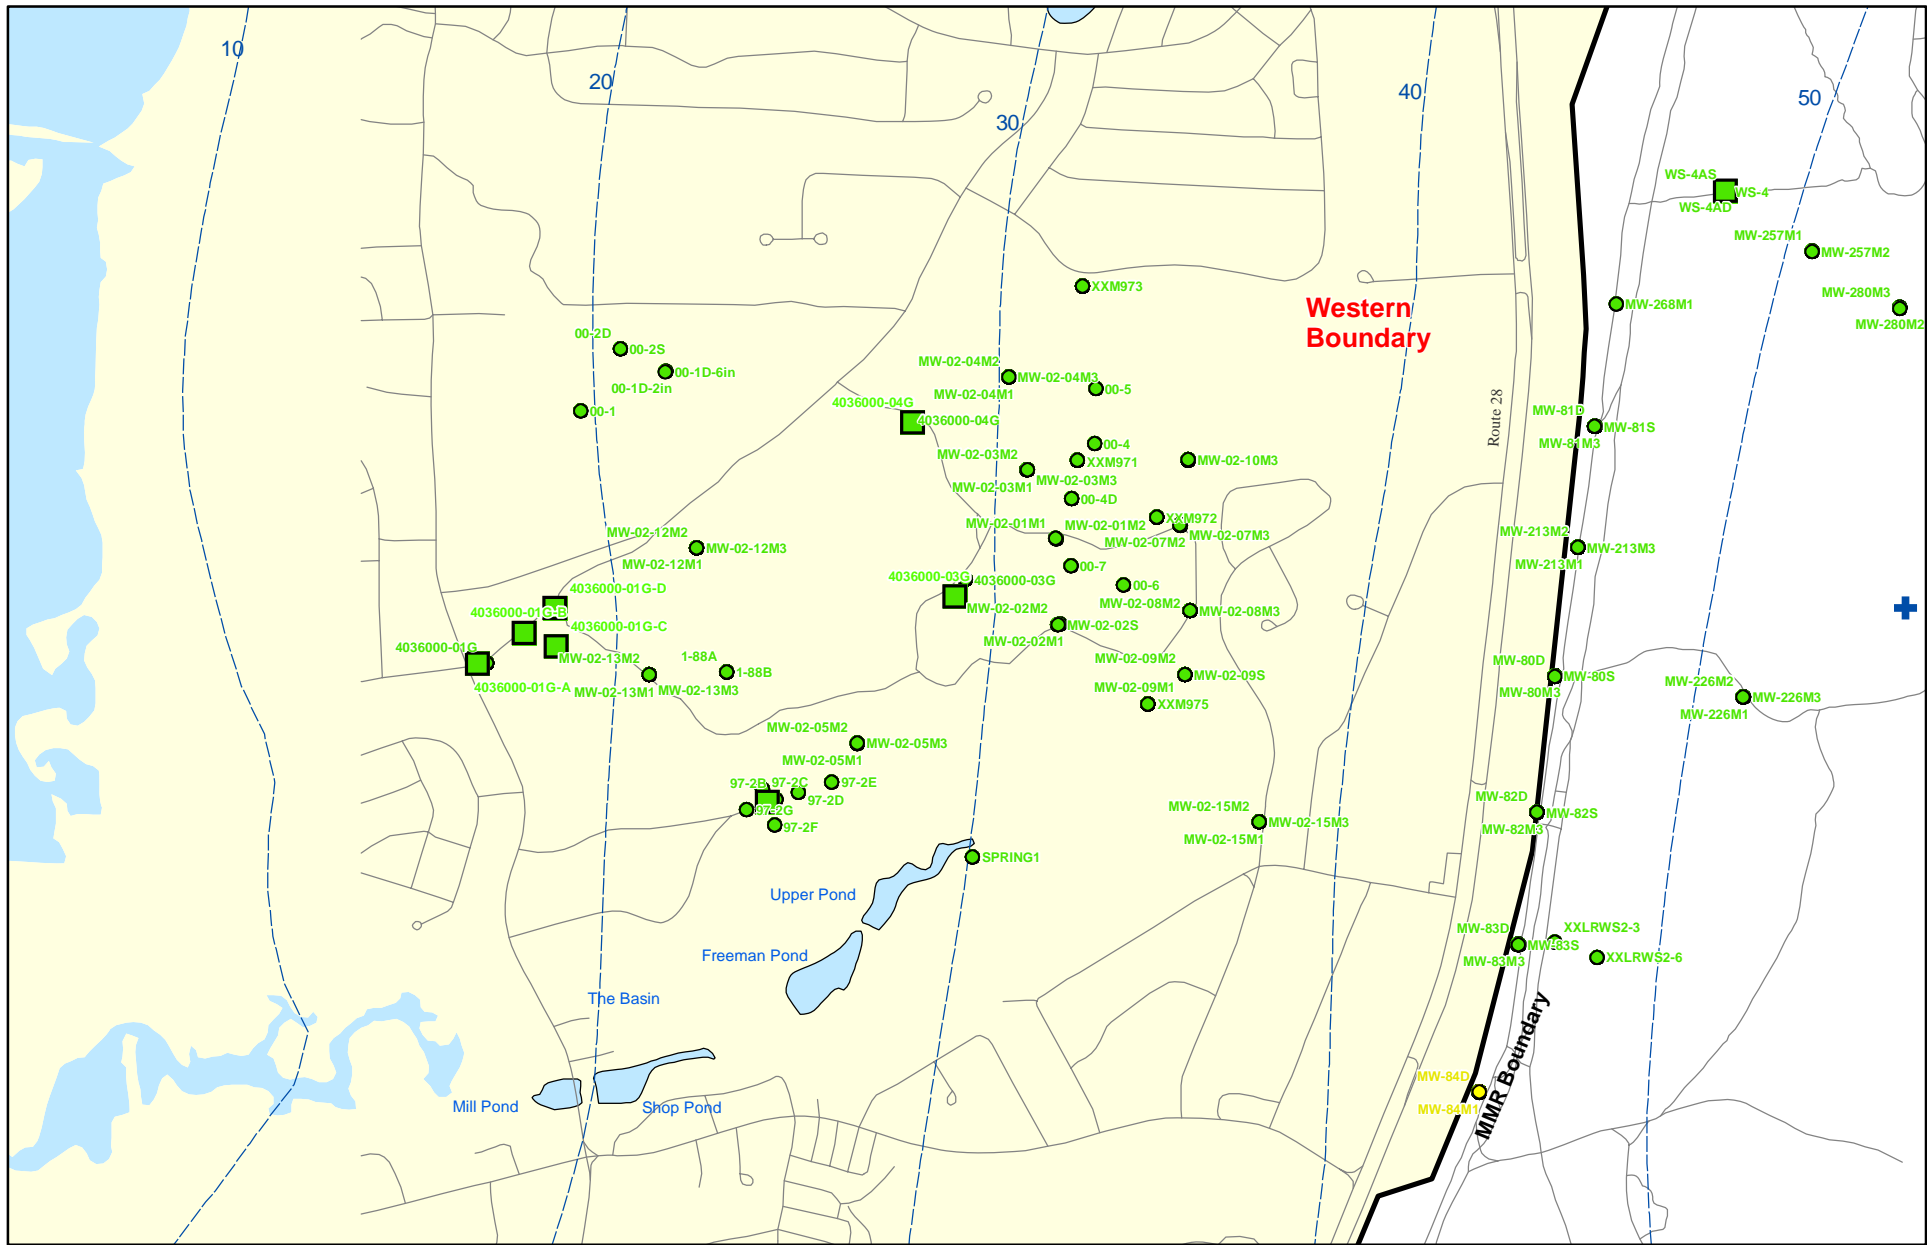 10
20
30
40
50
WS-4AS
WS-4
WS-4AD
MW-257M1
MW-257M2
MW-280M3
MW-280M2
MW-268M1
XXM973
Western
Boundary
00-2D
00-2S
00-1D-6in
00-1D-2in
00-1
MW-02-04M2
MW-02-04M3
MW-02-04M1
00-5
4036000-04G
4036000-04G
Route 28
MW-81D
MW-81S
MW-81M3
00-4
MW-02-03M2
XXM971
MW-02-10M3
MW-02-03M3
MW-02-03M1
00-4D
MW-02-01M1
MW-02-01M2
XXM972
MW-02-07M3
MW-02-07M2
MW-213M2
MW-213M3
MW-213M1
MW-02-12M2
MW-02-12M3
MW-02-12M1
00-7
4036000-03G
4036000-03G
00-6
4036000-01G-D
4036000-01G-B
4036000-01G-C
MW-02-02M2
MW-02-08M2
MW-02-08M3
MW-02-02S
MW-02-02M1
4036000-01G
4036000-01G-A
MW-02-13M2
MW-02-13M1
MW-02-13M3
1-88A
1-88B
MW-02-09M2
MW-02-09S
MW-02-09M1
XXM975
MW-80D
MW-80S
MW-80M3
MW-226M2
MW-226M3
MW-226M1
MW-02-05M2
MW-02-05M3
MW-02-05M1
97-2B
97-2C
97-2E
97-2D
97-2G
97-2F
MW-02-15M2
MW-02-15M3
MW-02-15M1
MW-82D
MW-82S
MW-82M3
SPRING1
Upper Pond
Freeman Pond
The Basin
Mill Pond
Shop Pond
MW-83D
MW-83S
MW-83M3
XXLRWS2-3
XXLRWS2-6
MW-84D
MW-84M1
MMR Boundary